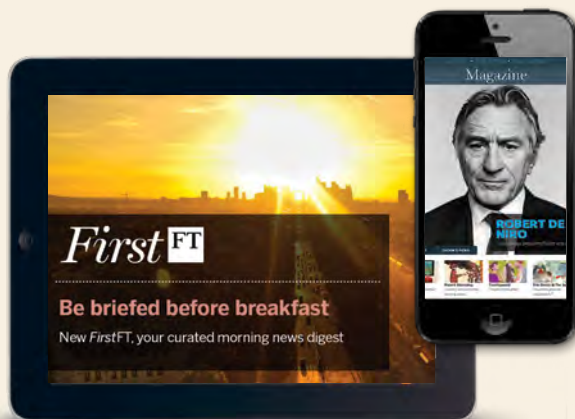 First FT
Be briefed before breakfast
New FirstFT, your curated morning news digest
Magazine
ROBERT DE
NIRO